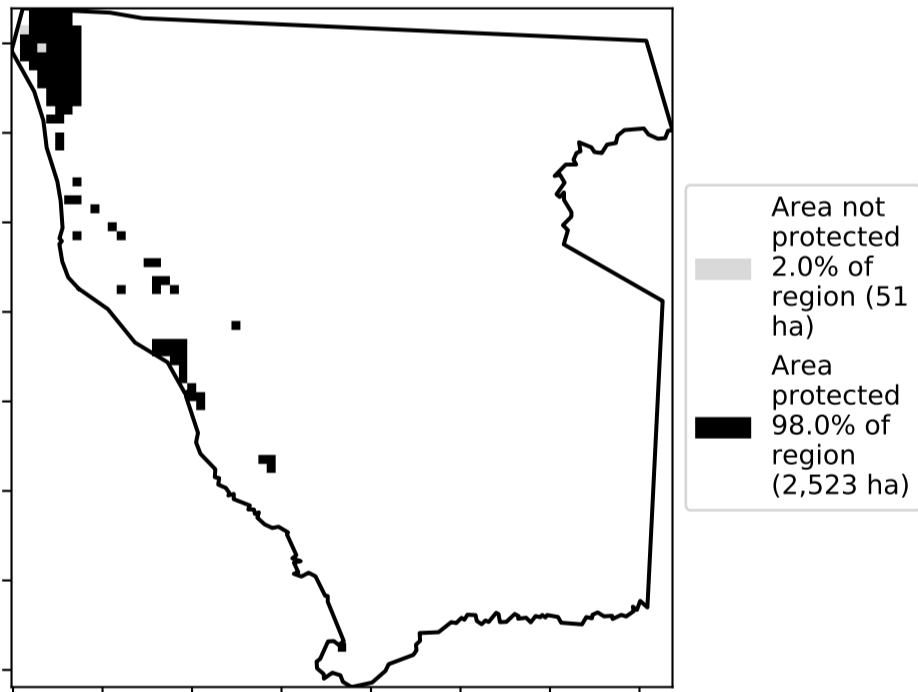 Area not
protected
2.0% of
region (51
ha)
Area
protected
98.0% of
region
(2,523 ha)